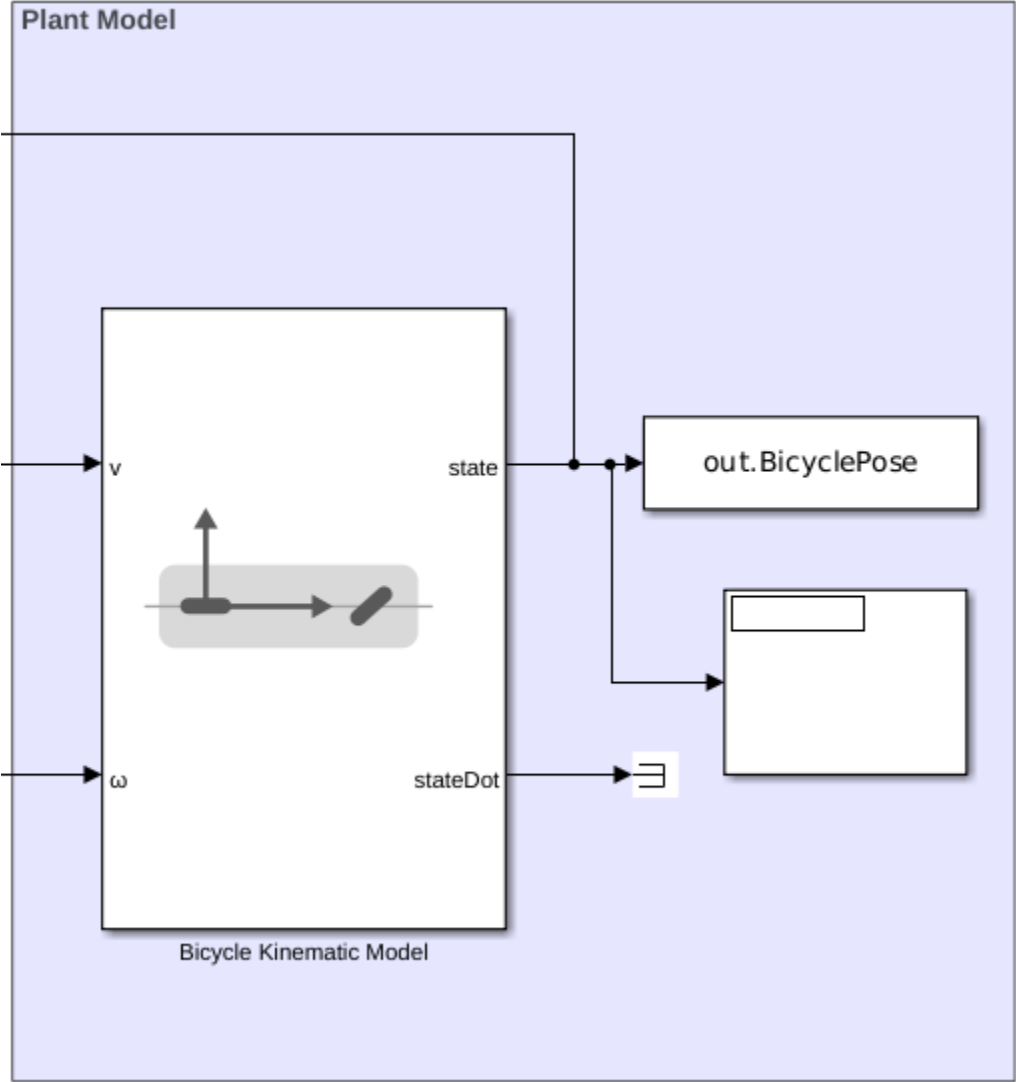 Plant Model
v
state
out.BicyclePose
ω
stateDot
Bicycle Kinematic Model